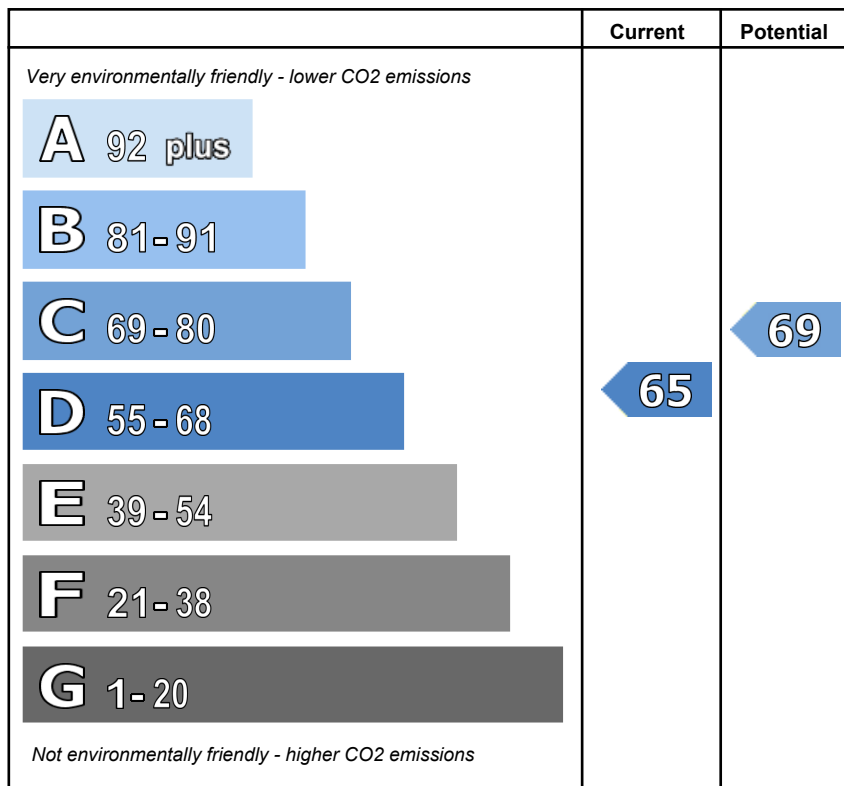 Current Potential
Very environmentally friendly - lower CO2 emissions
A 92 plus
B 81-91
C 69-80
69
D 55-68
65
E 39-54
F 21-38
G 1-20
Not environmentally friendly - higher CO2 emissions